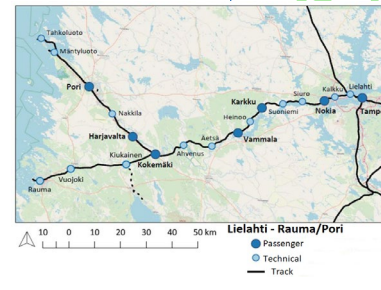 Tahkoluoto
Mäntyluoto
Pori
Nakkila
Harjavalta
Kiukainen
Kokemäki
Rauma
Vuojoki
Ahvenus
Äetsä
Vammala
Heinoo
Karkku
Suoniemi
Siuro
Nokia
Kalkku
Lielahti
Tamp
10 0 10 20 30 40 50 km
Lielahti - Rauma/Pori
Passenger
Technical
Track